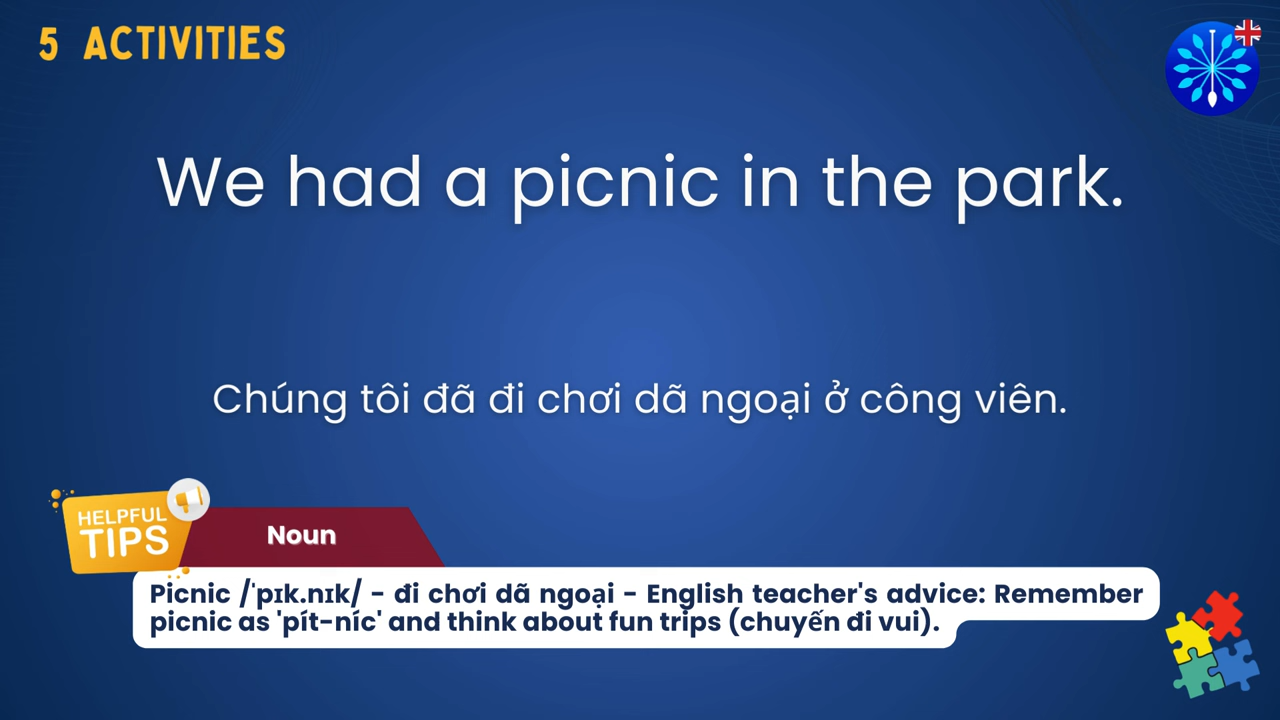 5 ACTIVITIES
We had a picnic in the park.
Chúng tôi đã đi chơi dã ngoại ở công viên.
HELPFUL
TIPS
Noun
Picnic /ˈpɪk.nɪk/ - đi chơi dã ngoại - English teacher's advice: Remember
picnic as 'pít-níc' and think about fun trips (chuyến đi vui).